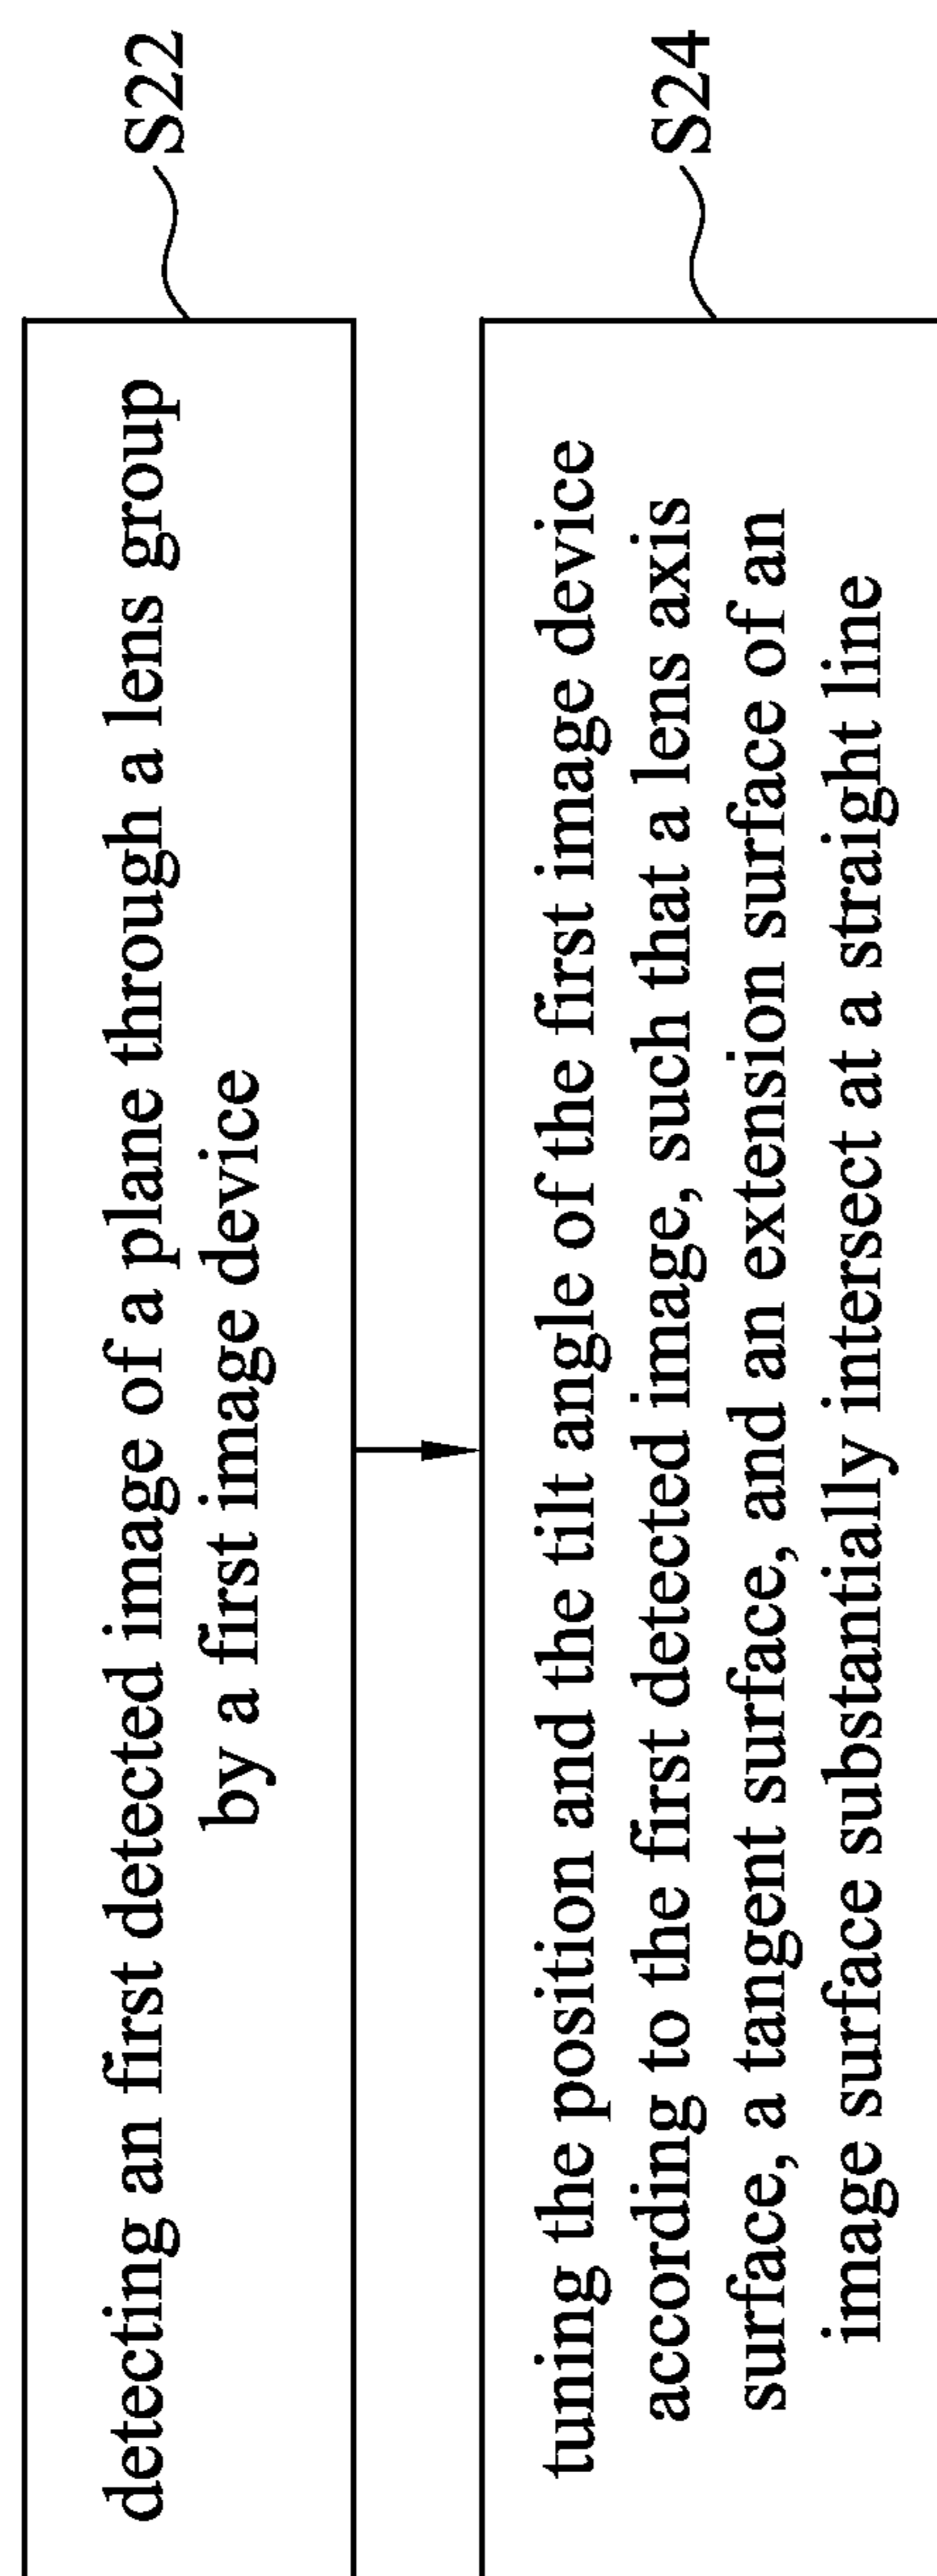 detecting an first detected image of a plane through a lens group
by a first image device
S22
tuning the position and the tilt angle of the first image device
according to the first detected image, such that a lens axis
surface, a tangent surface, and an extension surface of an
image surface substantially intersect at a straight line
S24